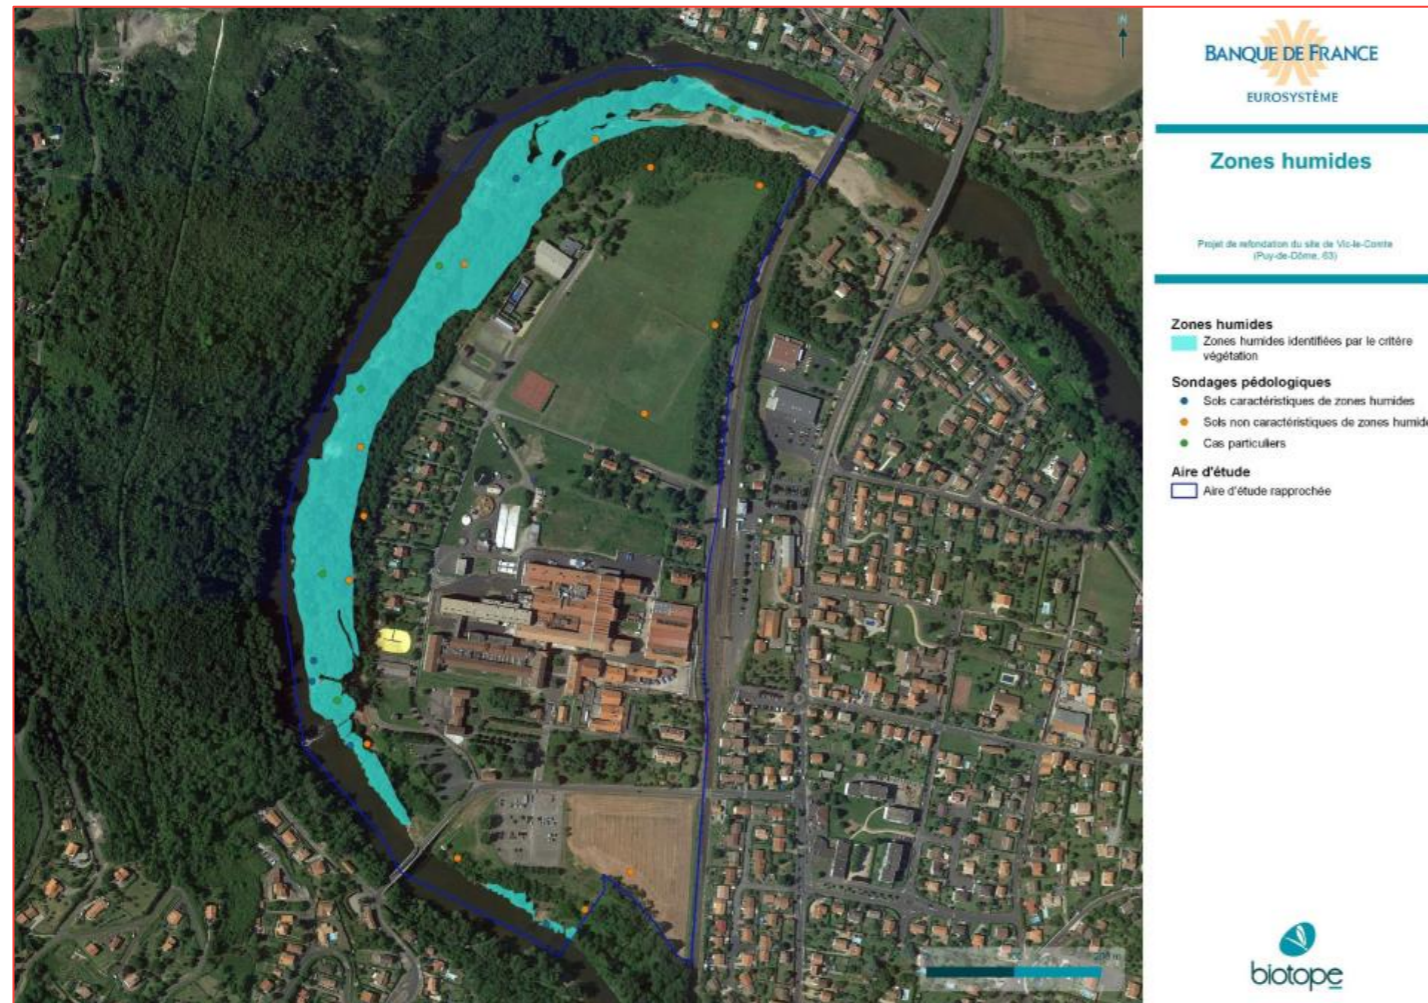 N
BANQUE DE FRANCE
EUROSYSTÈME
Zones humides
Projet de refondation du site de Vic-le-Comte
(Puy-de-Dôme, 63)
Zones humides
Zones humides identifiées par le critère
végétation
Sondages pédologiques
Sols caractéristiques de zones humides
Sols non caractéristiques de zones humide
Cas particuliers
Aire d'étude
Aire d'étude rapprochée
biotope